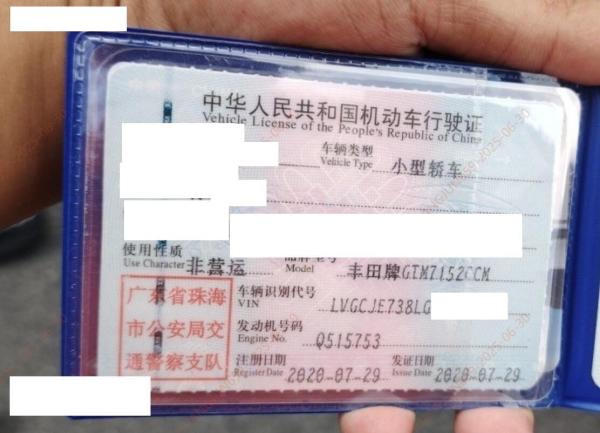 中华人民共和国机动车行驶证
Vehicle License of the People's Republic of China
车辆类型
Vehicle Type
小型轿车
使用性质
Use Character
非营运
品牌型号
Model
丰田牌GTM7152CCM
广东省珠海
市公安局交
通警察支队
车辆识别代号
VIN
LVGCJE738LG
发动机号码
Engine No.
Q515753
注册日期
Register Date
2020-07-29
发证日期
Issue Date
2020-07-29